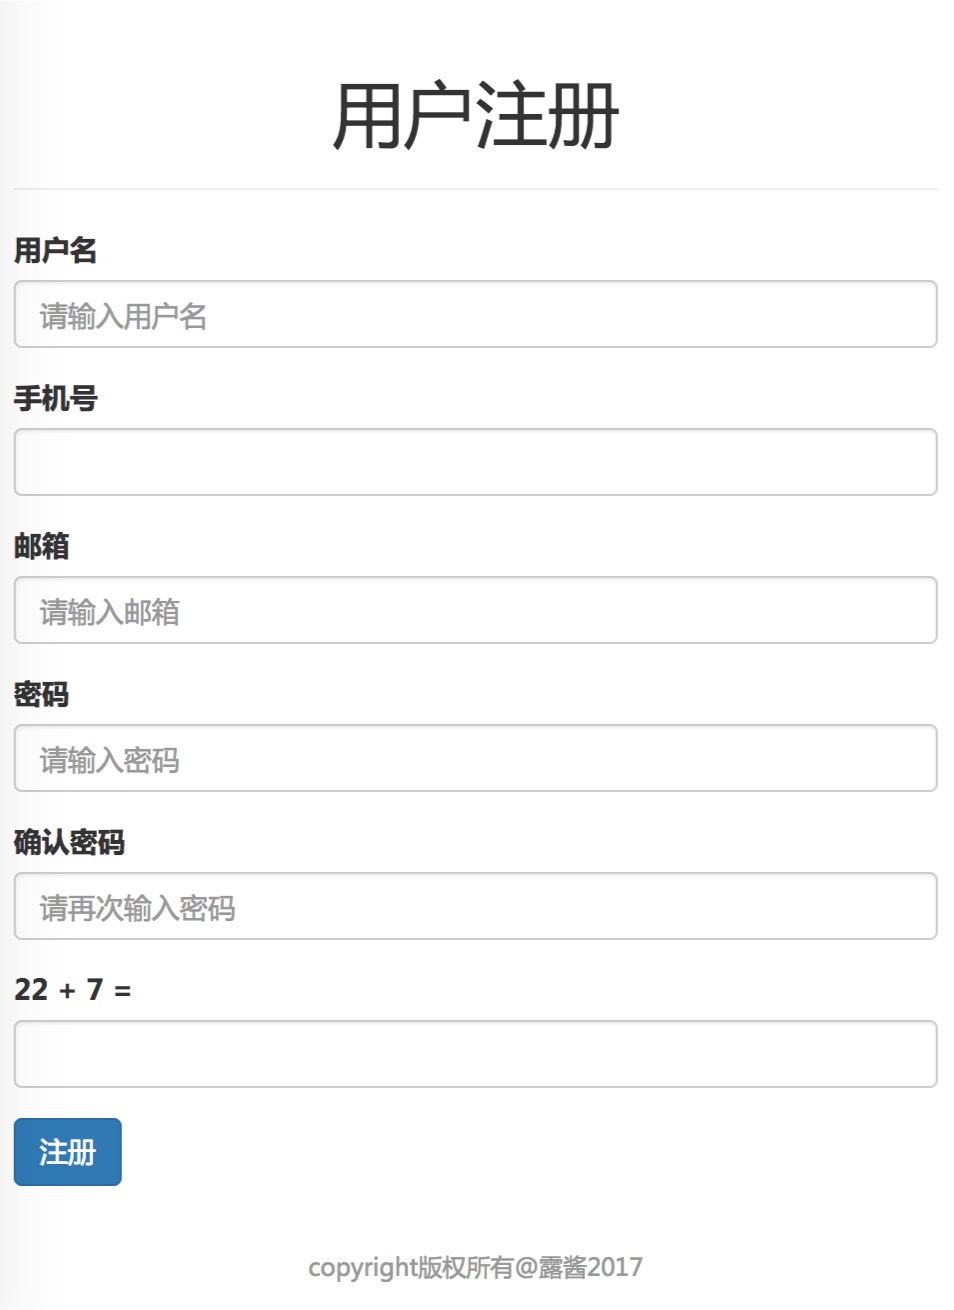 用户注册
用户名
请输入用户名
手机号
邮箱
请输入邮箱
密码
请输入密码
确认密码
请再次输入密码
22 + 7 =
注册
copyright版权所有@露酱2017